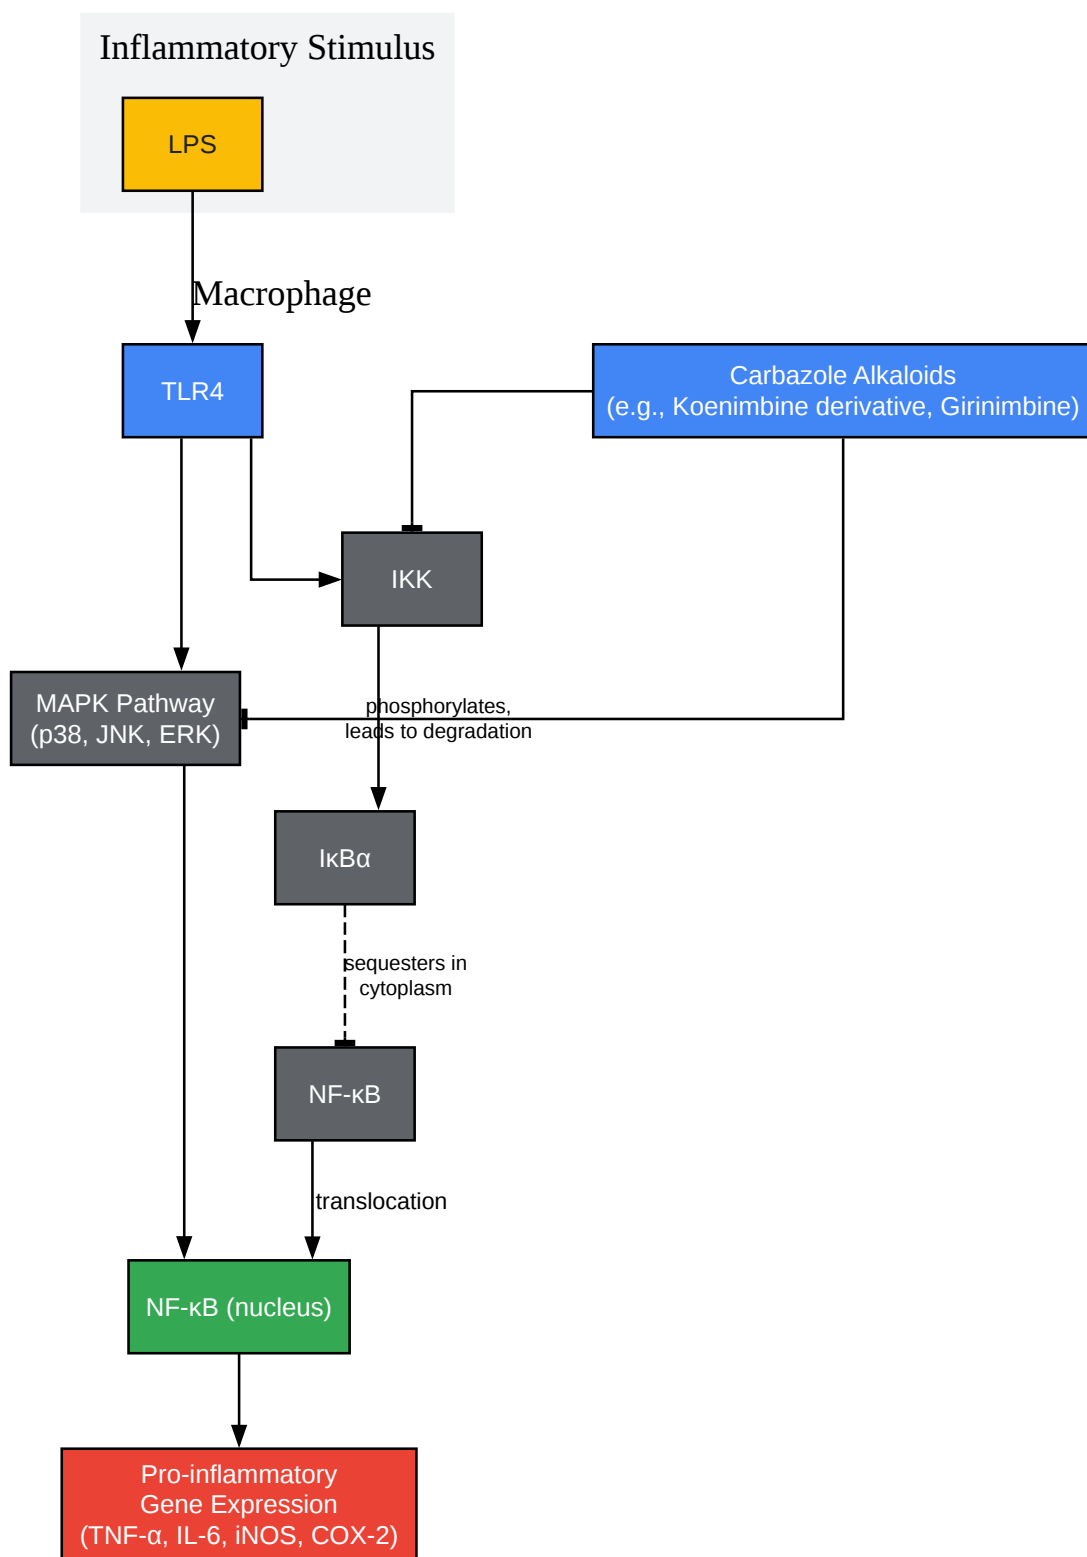 Inflammatory Stimulus
LPS
Macrophage
TLR4
Carbazole Alkaloids
(e.g., Koenimbine derivative, Girinimbine)
IKK
MAPK Pathway
(p38, JNK, ERK)
phosphorylates,
leads to degradation
IκBα
sequesters in
cytoplasm
NF-κB
translocation
NF-κB (nucleus)
Pro-inflammatory
Gene Expression
(TNF-α, IL-6, iNOS, COX-2)